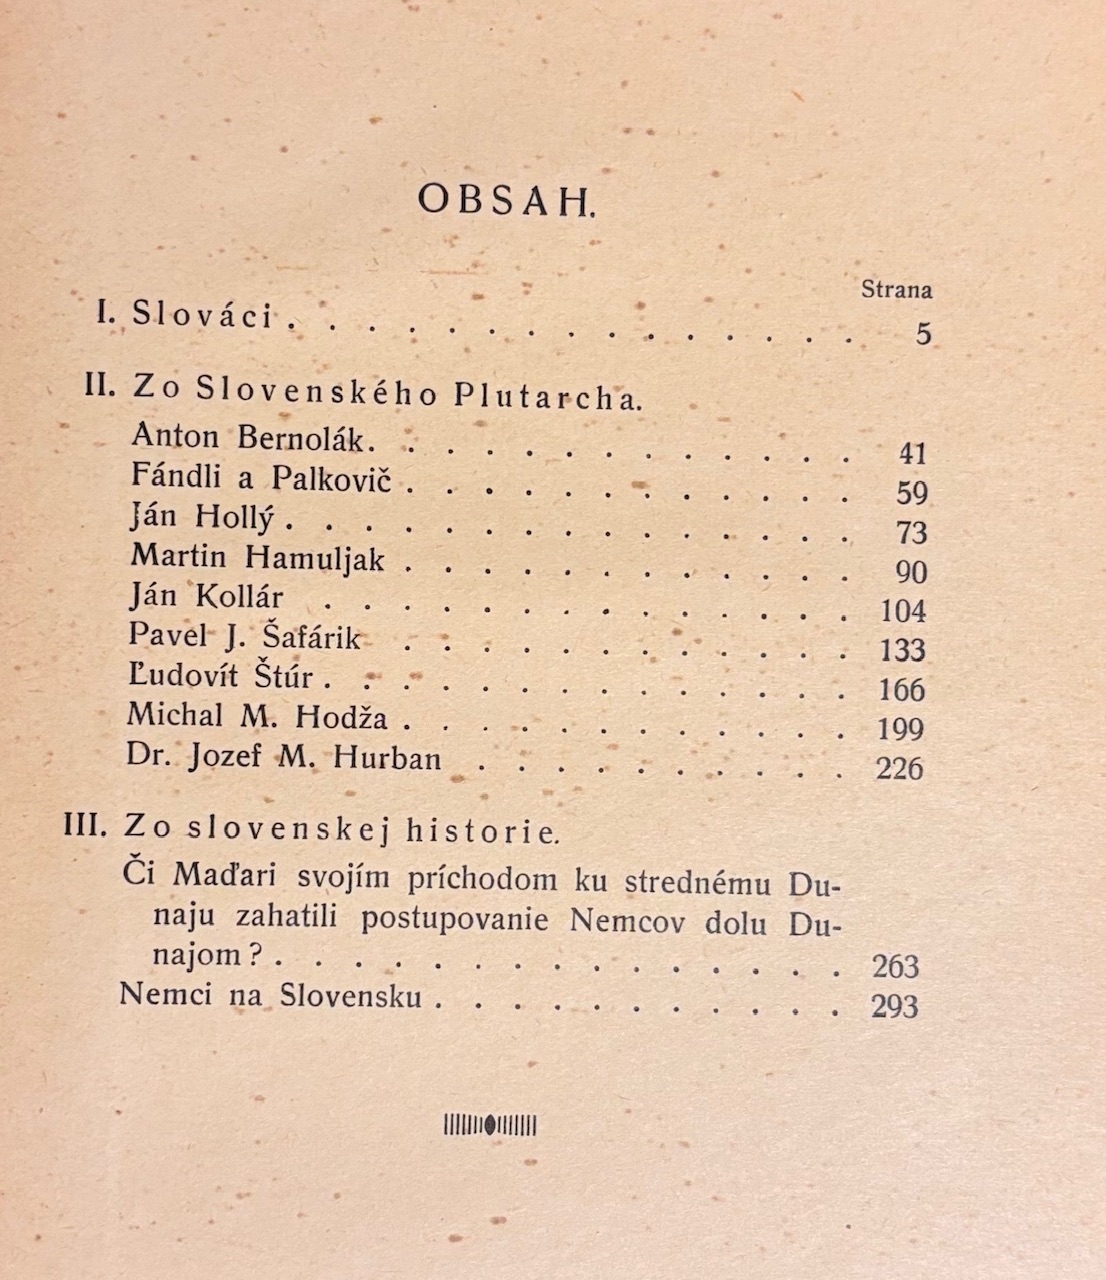 OBSAH.
Strana
I. Slováci . . . . . . . . . . . . . . . 5
II. Zo Slovenského Plutarcha.
Anton Bernolák. . . . . . . . . . . . . 41
Fándli a Palkovič . . . . . . . . . . . . 59
Ján Hollý . . . . . . . . . . . . . . . 73
Martin Hamuljak . . . . . . . . . . . . 90
Ján Kollár . . . . . . . . . . . . . . 104
Pavel J. Šafárik . . . . . . . . . . . . 133
Ľudovít Štúr . . . . . . . . . . . . . . 166
Michal M. Hodža . . . . . . . . . . . . 199
Dr. Jozef M. Hurban . . . . . . . . . . 226
III. Zo slovenskej historie.
Či Maďari svojím príchodom ku strednému Du-
naju zahatili postupovanie Nemcov dolu Du-
najom? . . . . . . . . . . . . . . . 263
Nemci na Slovensku . . . . . . . . . . . 293